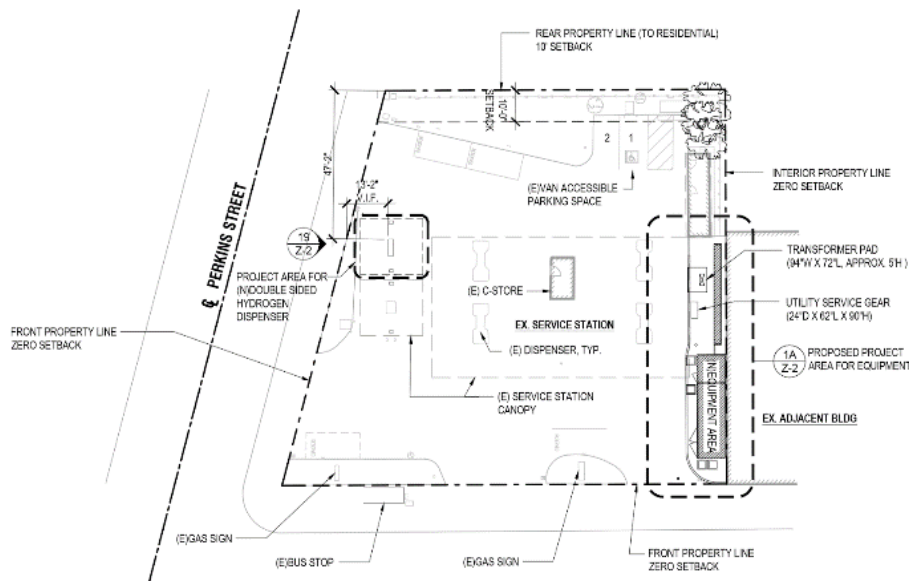 REAR PROPERTY LINE (TO RESIDENTIAL)
10' SETBACK
10'-0"
SETBACK
47'-2"
2
1
(E)VAN ACCESSIBLE
PARKING SPACE
INTERIOR PROPERTY LINE
ZERO SETBACK
13'-2"
V.I.F.
19
Z-2
℄ PERKINS STREET
PROJECT AREA FOR
(N)DOUBLE SIDED
HYDROGEN
DISPENSER
TRANSFORMER PAD
(94"W X 72"L, APPROX. 5'H )
(E) C-STORE
UTILITY SERVICE GEAR
(24"D X 62"L X 90"H)
EX. SERVICE STATION
FRONT PROPERTY LINE
ZERO SETBACK
(E) DISPENSER, TYP.
1A
Z-2
PROPOSED PROJECT
AREA FOR EQUIPMENT
(N)EQUIPMENT AREA
(E) SERVICE STATION
CANOPY
EX. ADJACENT BLDG
(E)GAS SIGN
(E)BUS STOP
(E)GAS SIGN
FRONT PROPERTY LINE
ZERO SETBACK